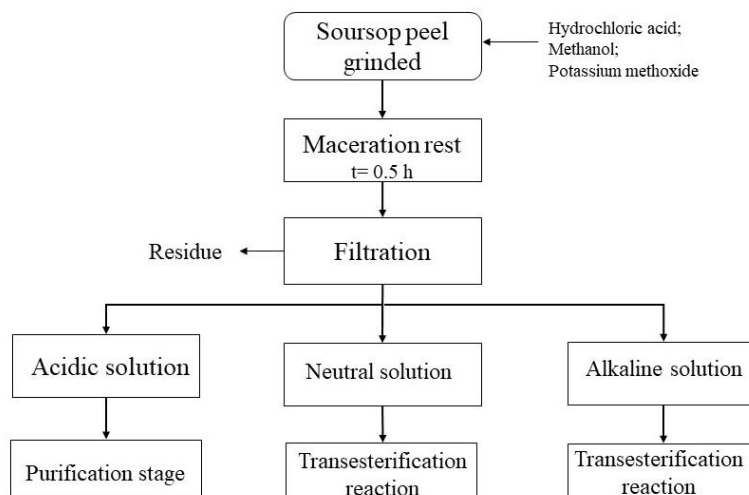 Soursop peel
grinded
Hydrochloric acid;
Methanol;
Potassium methoxide
Maceration rest
t= 0.5 h
Residue
Filtration
Acidic solution
Neutral solution
Alkaline solution
Purification stage
Transesterification
reaction
Transesterification
reaction